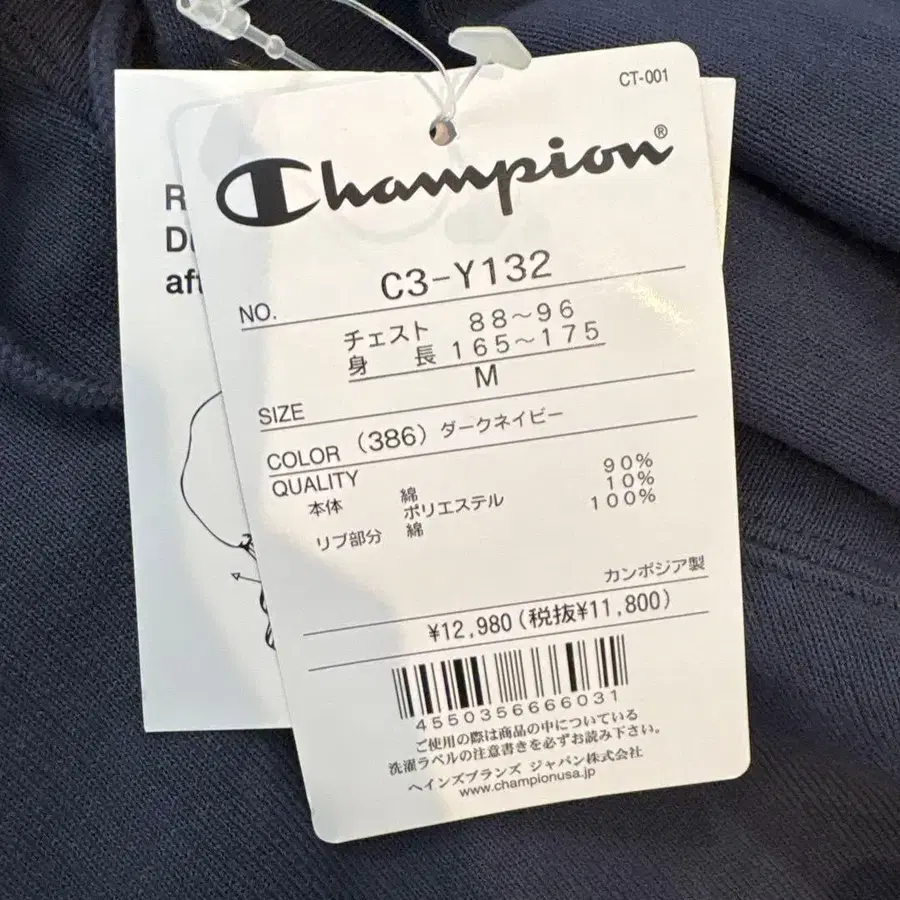 CT-001
Champion®
NO. C3-Y132
チェスト 88～96
身長 165～175
SIZE M
COLOR (386) ダークネイビー
QUALITY
本体 綿 90%
ポリエステル 10%
リブ部分 綿 100%
カンボジア製
¥12,980(税抜¥11,800)
4550356666031
ご使用の際は商品の中についている
洗濯ラベルの注意書きを必ずお読み下さい。
ヘインズブランズ ジャパン株式会社
www.championusa.jp